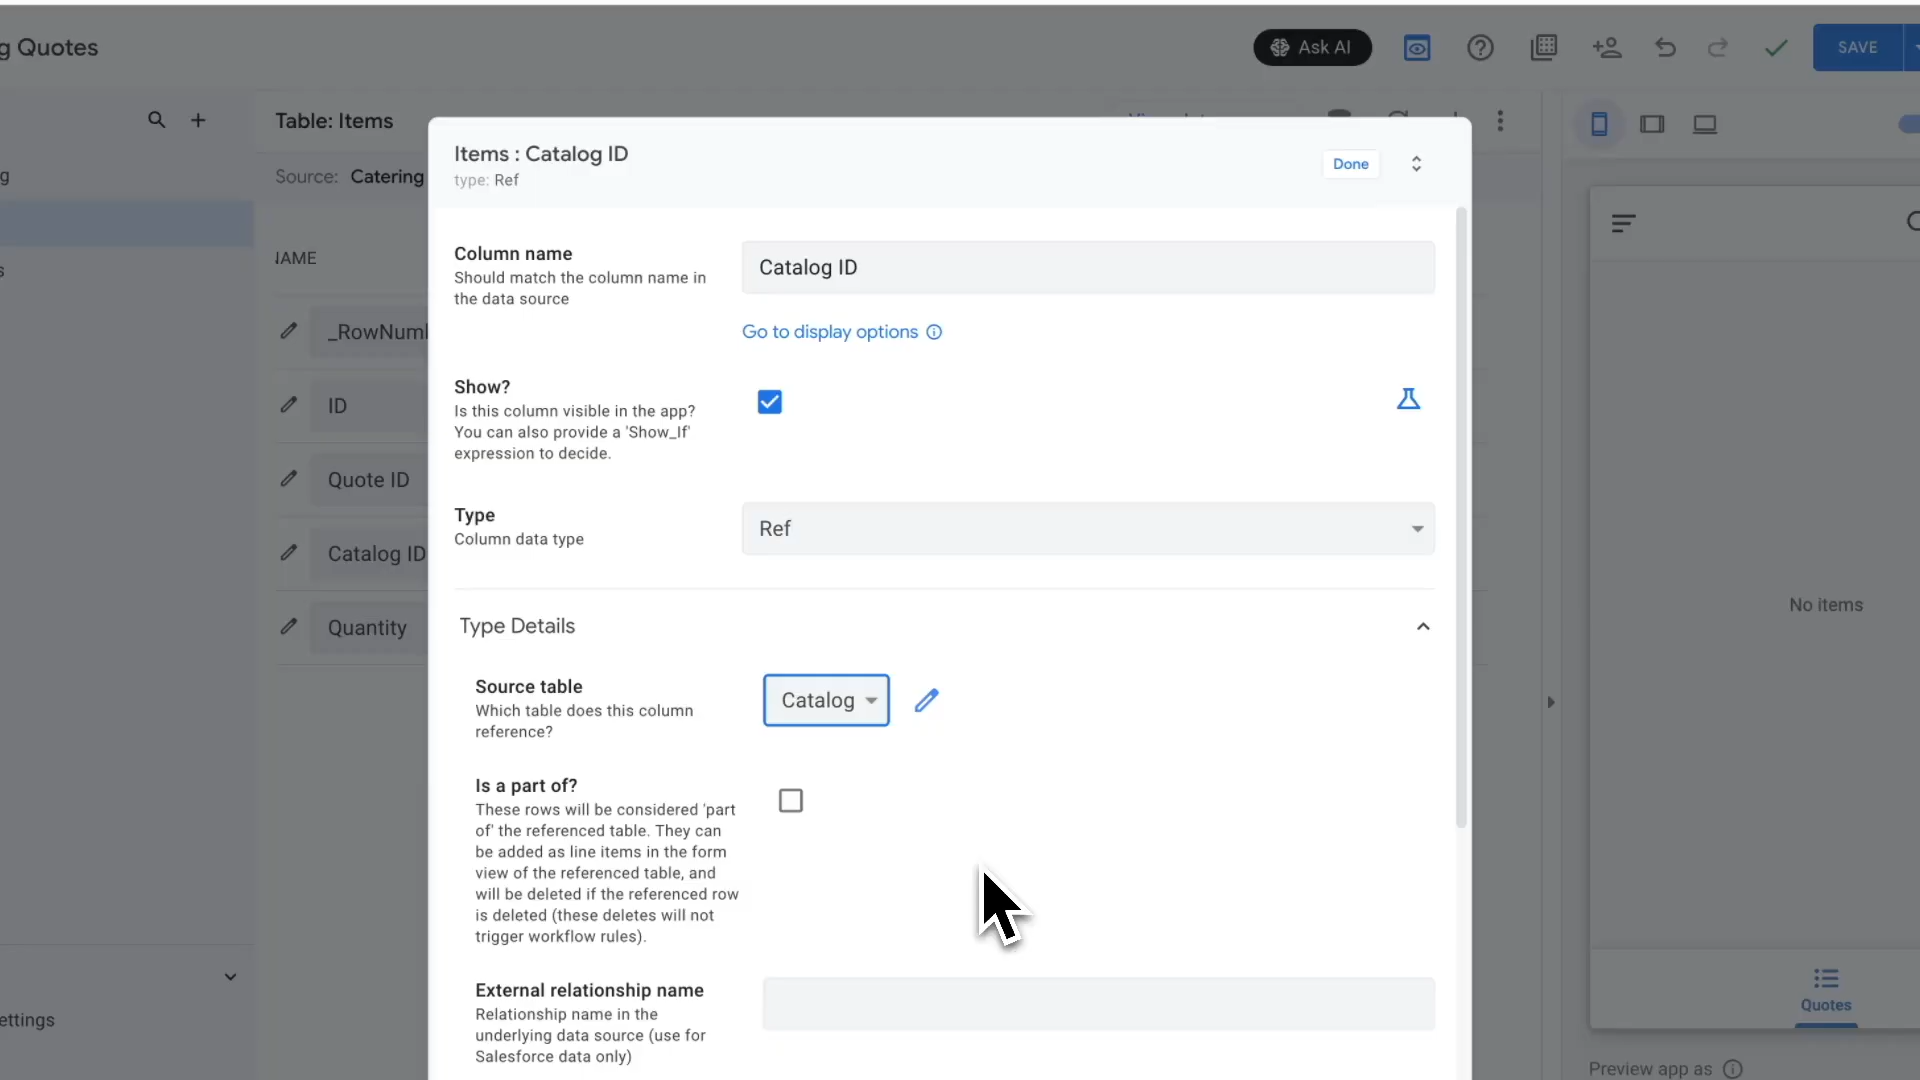 g Quotes
Ask AI
SAVE
Table: Items
Source: Catering
g
s
NAME
_RowNuml
ID
Quote ID
Catalog ID
Quantity
ettings
Items : Catalog ID
type: Ref
Done
Column name
Should match the column name in
the data source
Catalog ID
Go to display options
Show?
Is this column visible in the app?
You can also provide a 'Show_If'
expression to decide.
Type
Column data type
Ref
Type Details
Source table
Which table does this column
reference?
Catalog
Is a part of?
These rows will be considered 'part
of' the referenced table. They can
be added as line items in the form
view of the referenced table, and
will be deleted if the referenced row
is deleted (these deletes will not
trigger workflow rules).
External relationship name
Relationship name in the
underlying data source (use for
Salesforce data only)
No items
Quotes
Preview app as